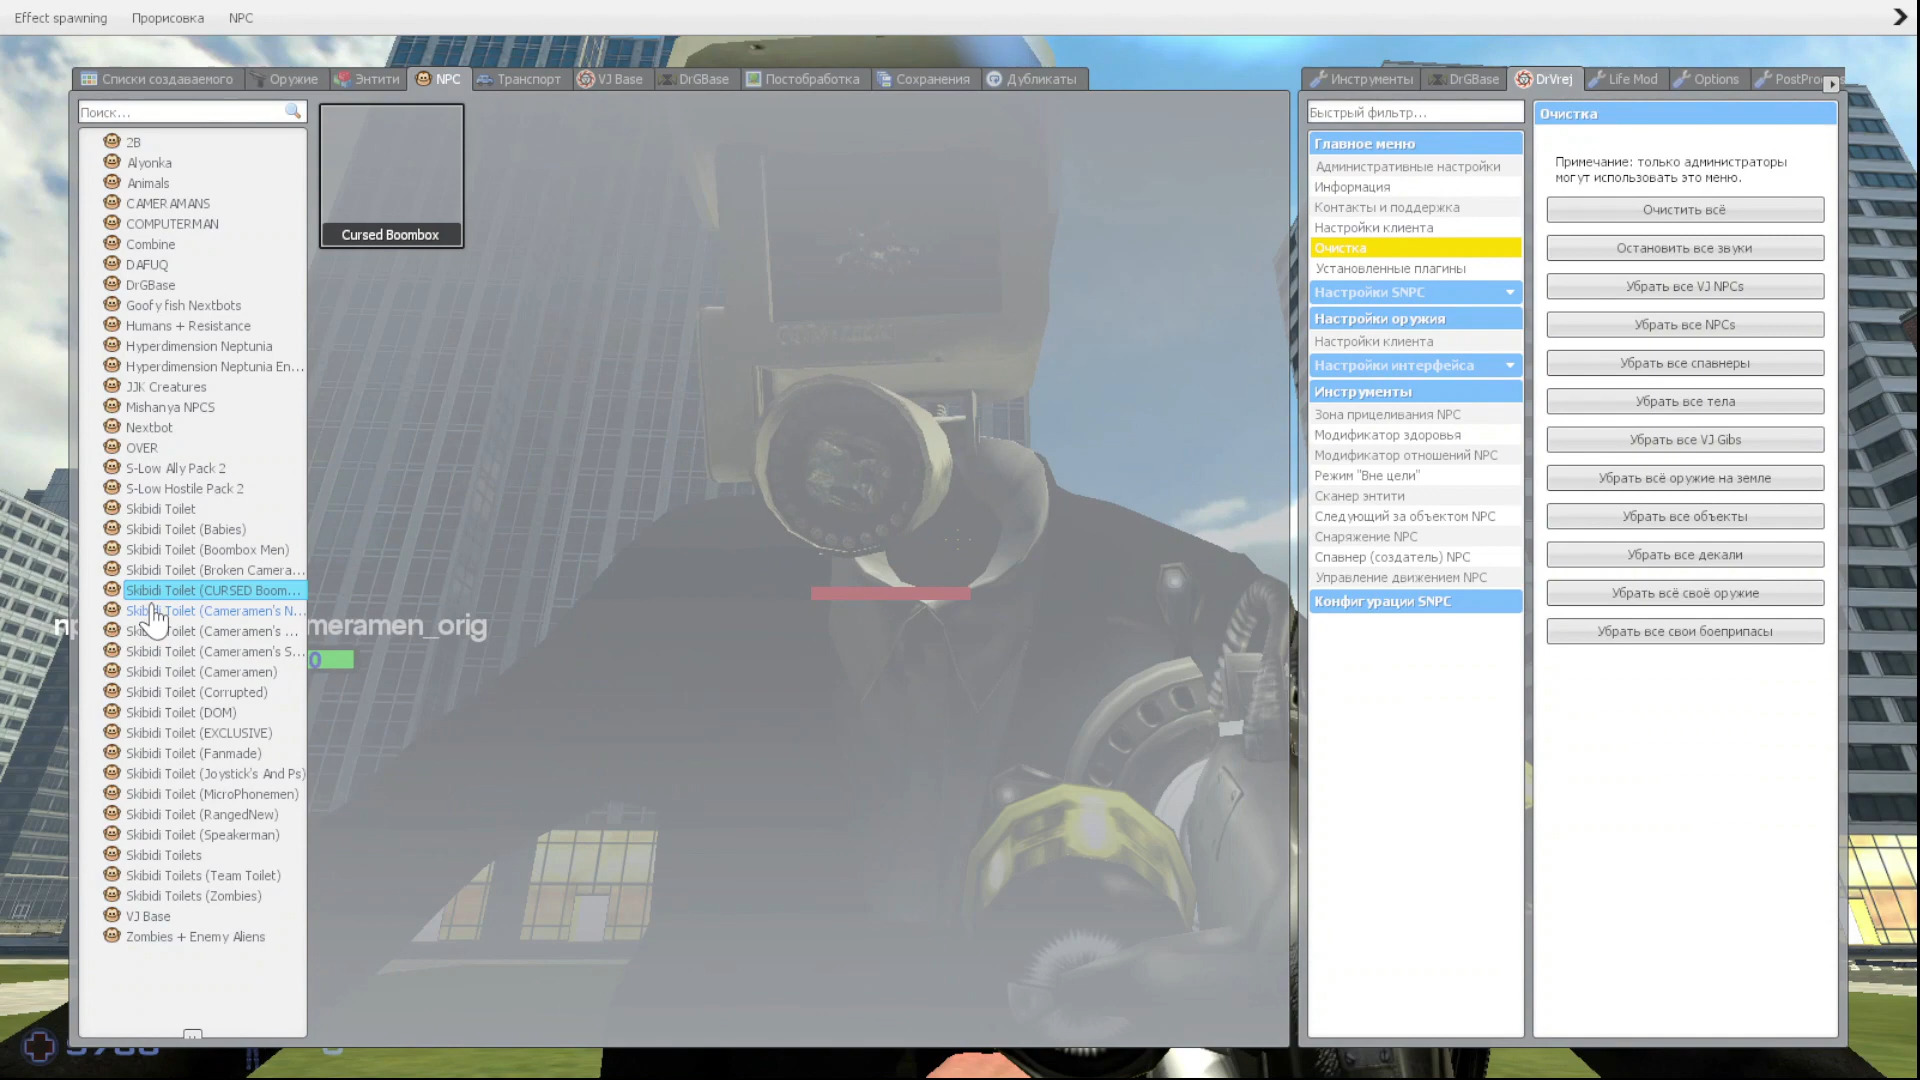 Effect spawning
Прорисовка
NPC
Списки создаваемого
Оружие
Энтити
NPC
Транспорт
VJ Base
DrGBase
Постобработка
Сохранения
Дубликаты
Поиск...
2B
Alyonka
Animals
CAMERAMANS
COMPUTERMAN
Combine
DAFUQ
DrGBase
Goofy fish Nextbots
Humans + Resistance
Hyperdimension Neptunia
Hyperdimension Neptunia En...
JJK Creatures
Mishanya NPCS
Nextbot
OVER
S-Low Ally Pack 2
S-Low Hostile Pack 2
Skibidi Toilet
Skibidi Toilet (Babies)
Skibidi Toilet (Boombox Men)
Skibidi Toilet (Broken Camera...
Skibidi Toilet (CURSED Boom...
Skibidi Toilet (Cameramen's N...
Skibidi Toilet (Cameramen's ...
Skibidi Toilet (Cameramen's S...
Skibidi Toilet (Cameramen)
Skibidi Toilet (Corrupted)
Skibidi Toilet (DOM)
Skibidi Toilet (EXCLUSIVE)
Skibidi Toilet (Fanmade)
Skibidi Toilet (Joystick's And Ps)
Skibidi Toilet (MicroPhonemen)
Skibidi Toilet (RangedNew)
Skibidi Toilet (Speakerman)
Skibidi Toilets
Skibidi Toilets (Team Toilet)
Skibidi Toilets (Zombies)
VJ Base
Zombies + Enemy Aliens
Cursed Boombox
meramen_orig
0
Инструменты
DrGBase
DrVrej
Life Mod
Options
PostPro
Быстрый фильтр...
Главное меню
Административные настройки
Информация
Контакты и поддержка
Настройки клиента
Очистка
Установленные плагины
Настройки SNPC
Настройки оружия
Настройки клиента
Настройки интерфейса
Инструменты
Зона прицеливания NPC
Модификатор здоровья
Модификатор отношений NPC
Режим "Вне цели"
Сканер энтити
Следующий за объектом NPC
Снаряжение NPC
Спавнер (создатель) NPC
Управление движением NPC
Конфигурации SNPC
Очистка
Примечание: только администраторы
могут использовать это меню.
Очистить всё
Остановить все звуки
Убрать все VJ NPCs
Убрать все NPCs
Убрать все спавнеры
Убрать все тела
Убрать все VJ Gibs
Убрать всё оружие на земле
Убрать все объекты
Убрать все декали
Убрать всё своё оружие
Убрать все свои боеприпасы